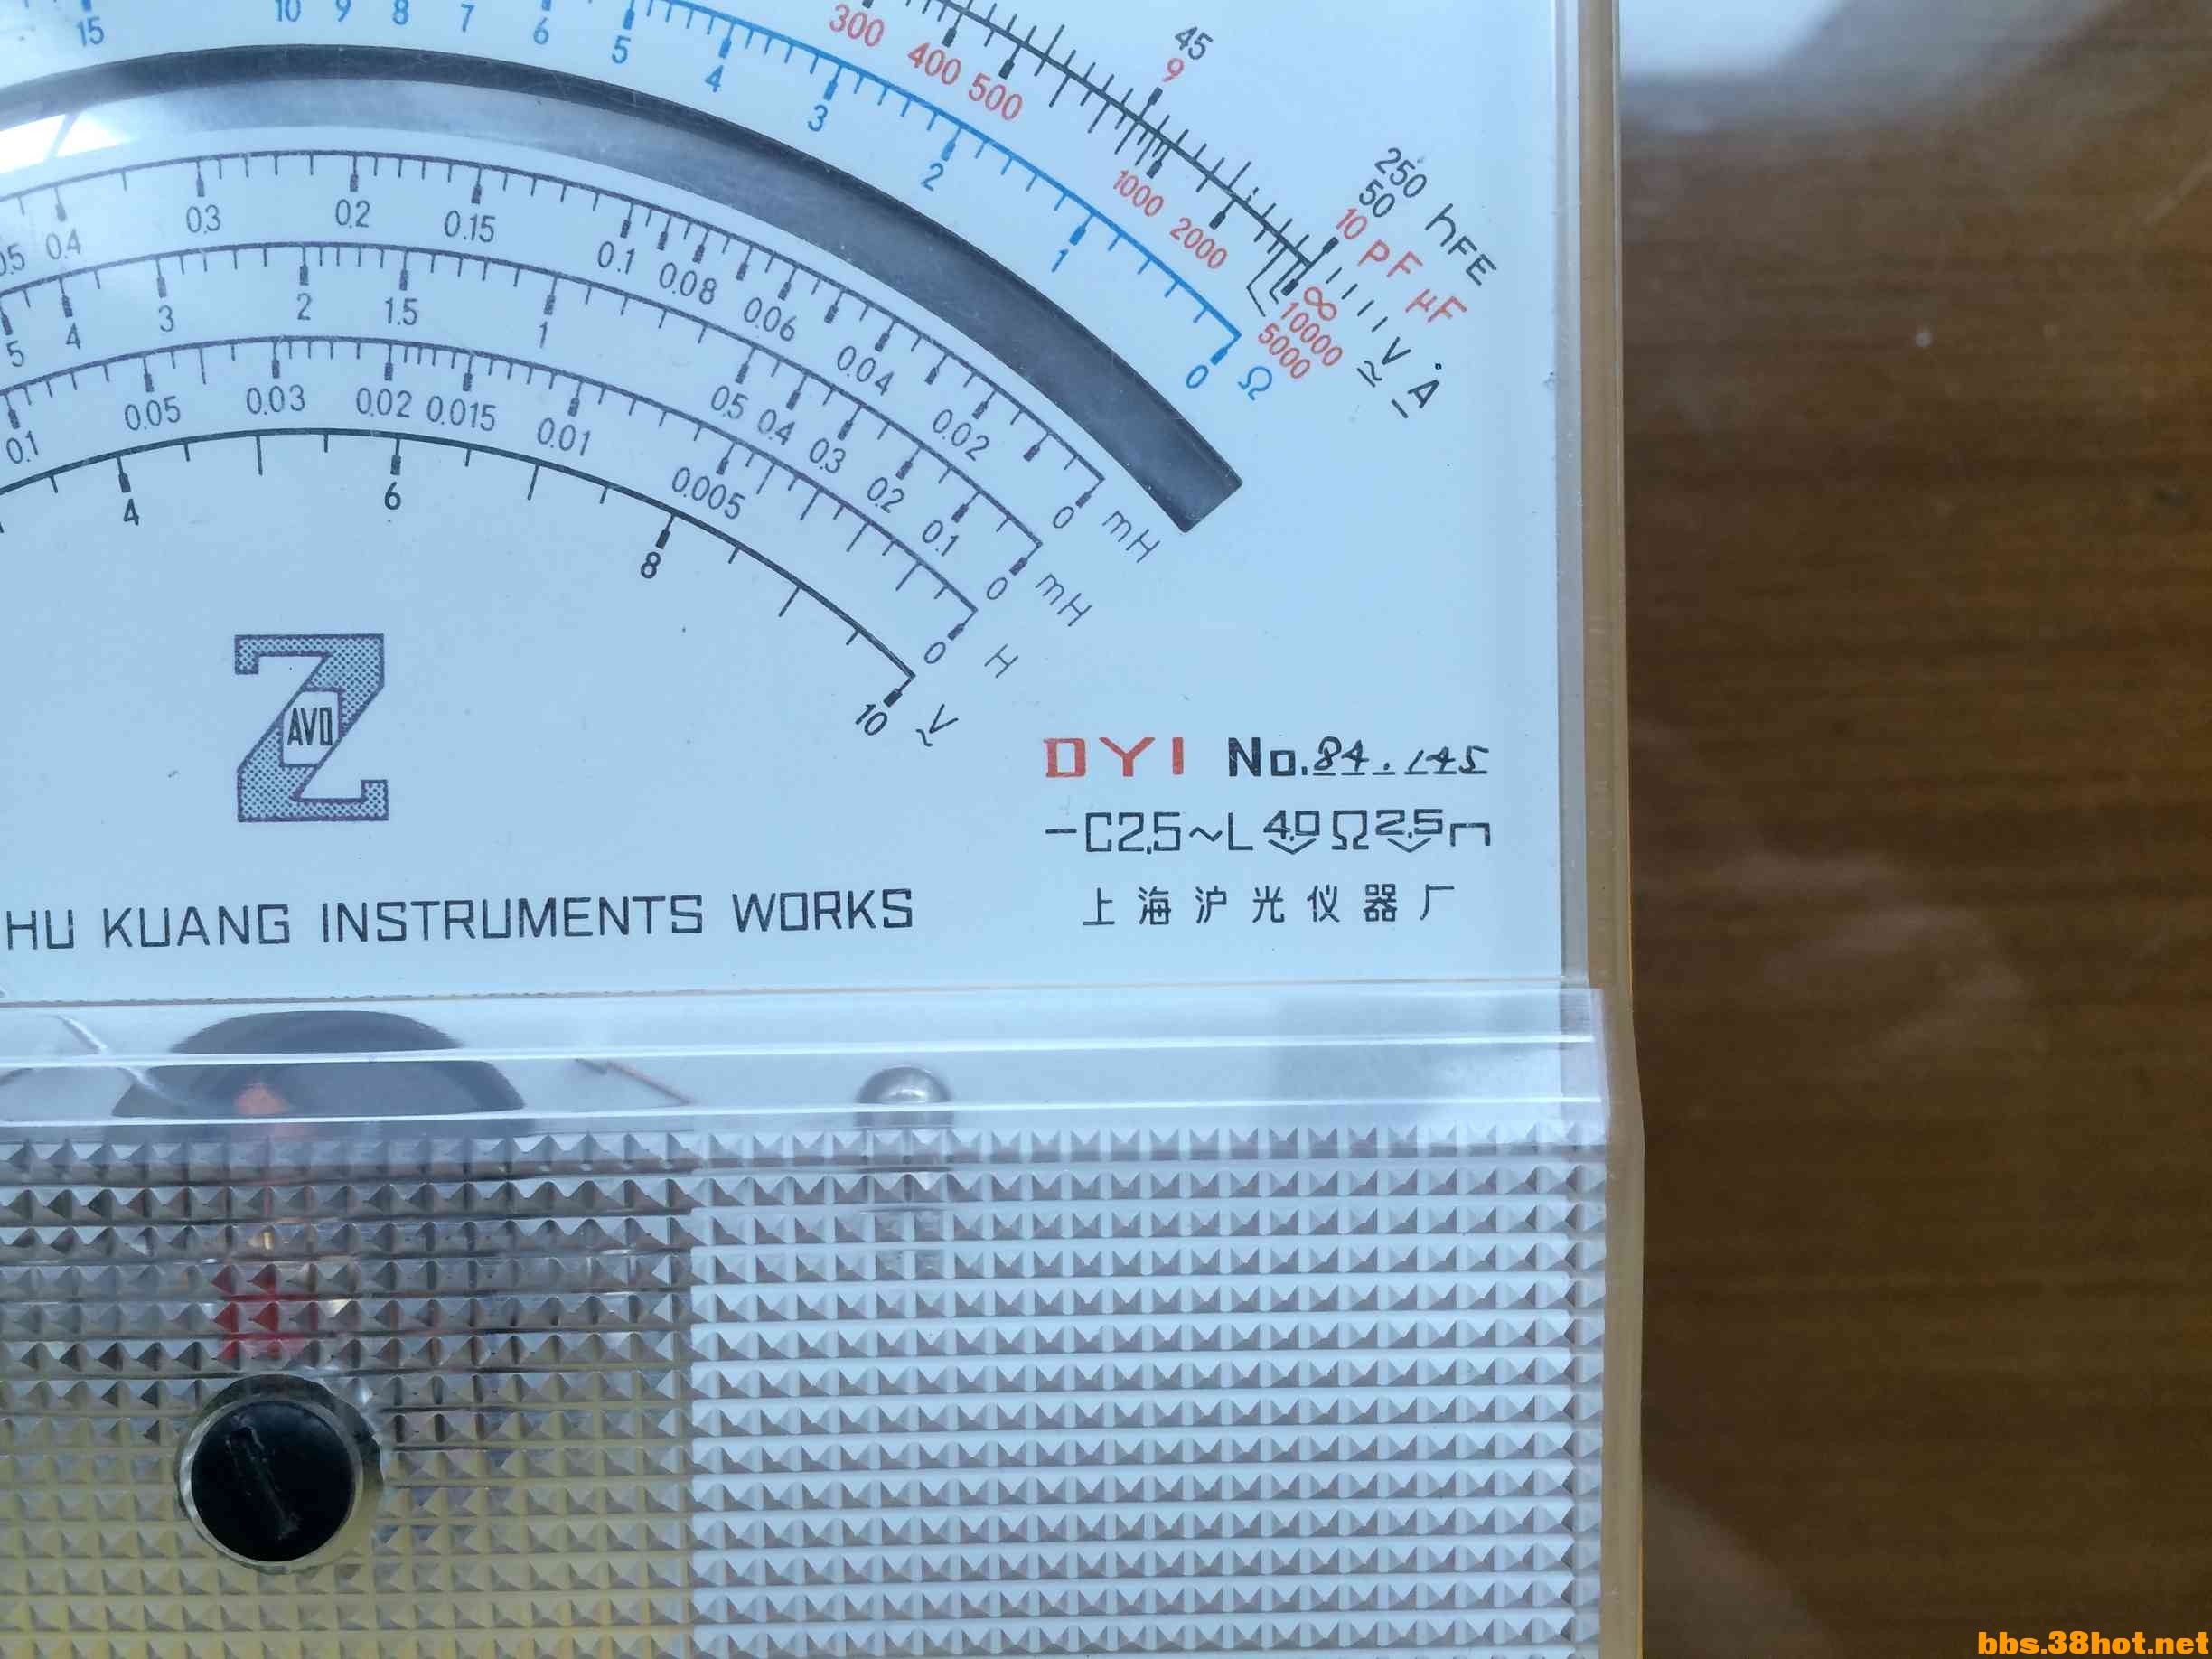 15 10 9 8 7 6 5 4 3 2 1 0 Ω
300 400 500 1000 2000 ∞ 10000 5000
45
9
250 hFE
50
10 PF μF
V A
0.4 0.3 0.2 0.15 0.1 0.08 0.06 0.04 0.02 0 mH
5 4 3 2 1.5 1 0.5 0.4 0.3 0.2 0.1 0 mH
0.1 0.05 0.03 0.02 0.015 0.01 0.005 0 H
4 6 8 10 V
Z
AVO
DYI No.84.145
-C2.5~L 4.0 Ω 2.5
HU KUANG INSTRUMENTS WORKS
上海沪光仪器厂
bbs.38hot.net